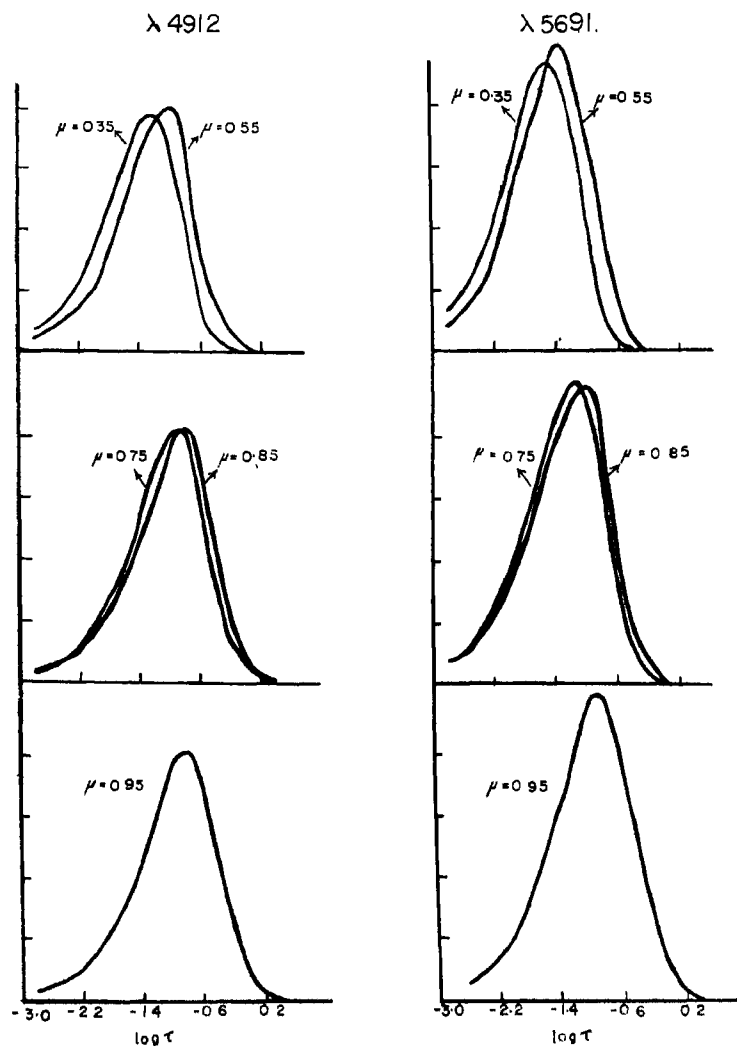 λ 4912
λ 5691.
μ = 0.35
μ = 0.55
μ = 0.35
μ = 0.55
μ = 0.75
μ = 0.85
μ = 0.75
μ = 0.85
μ = 0.95
μ = 0.95
-3.0 -2.2 -1.4 -0.6 0.2
-3.0 -2.2 -1.4 -0.6 0.2
log τ
log τ